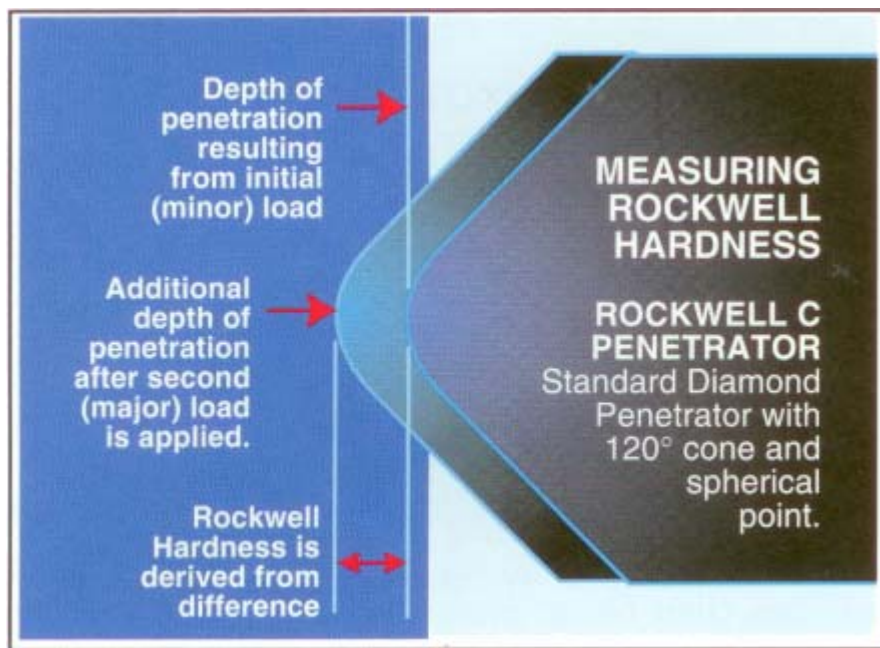 Depth of
penetration
resulting
from initial
(minor) load
Additional
depth of
penetration
after second
(major) load
is applied.
Rockwell
Hardness is
derived from
difference
MEASURING
ROCKWELL
HARDNESS
ROCKWELL C
PENETRATOR
Standard Diamond
Penetrator with
120° cone and
spherical
point.